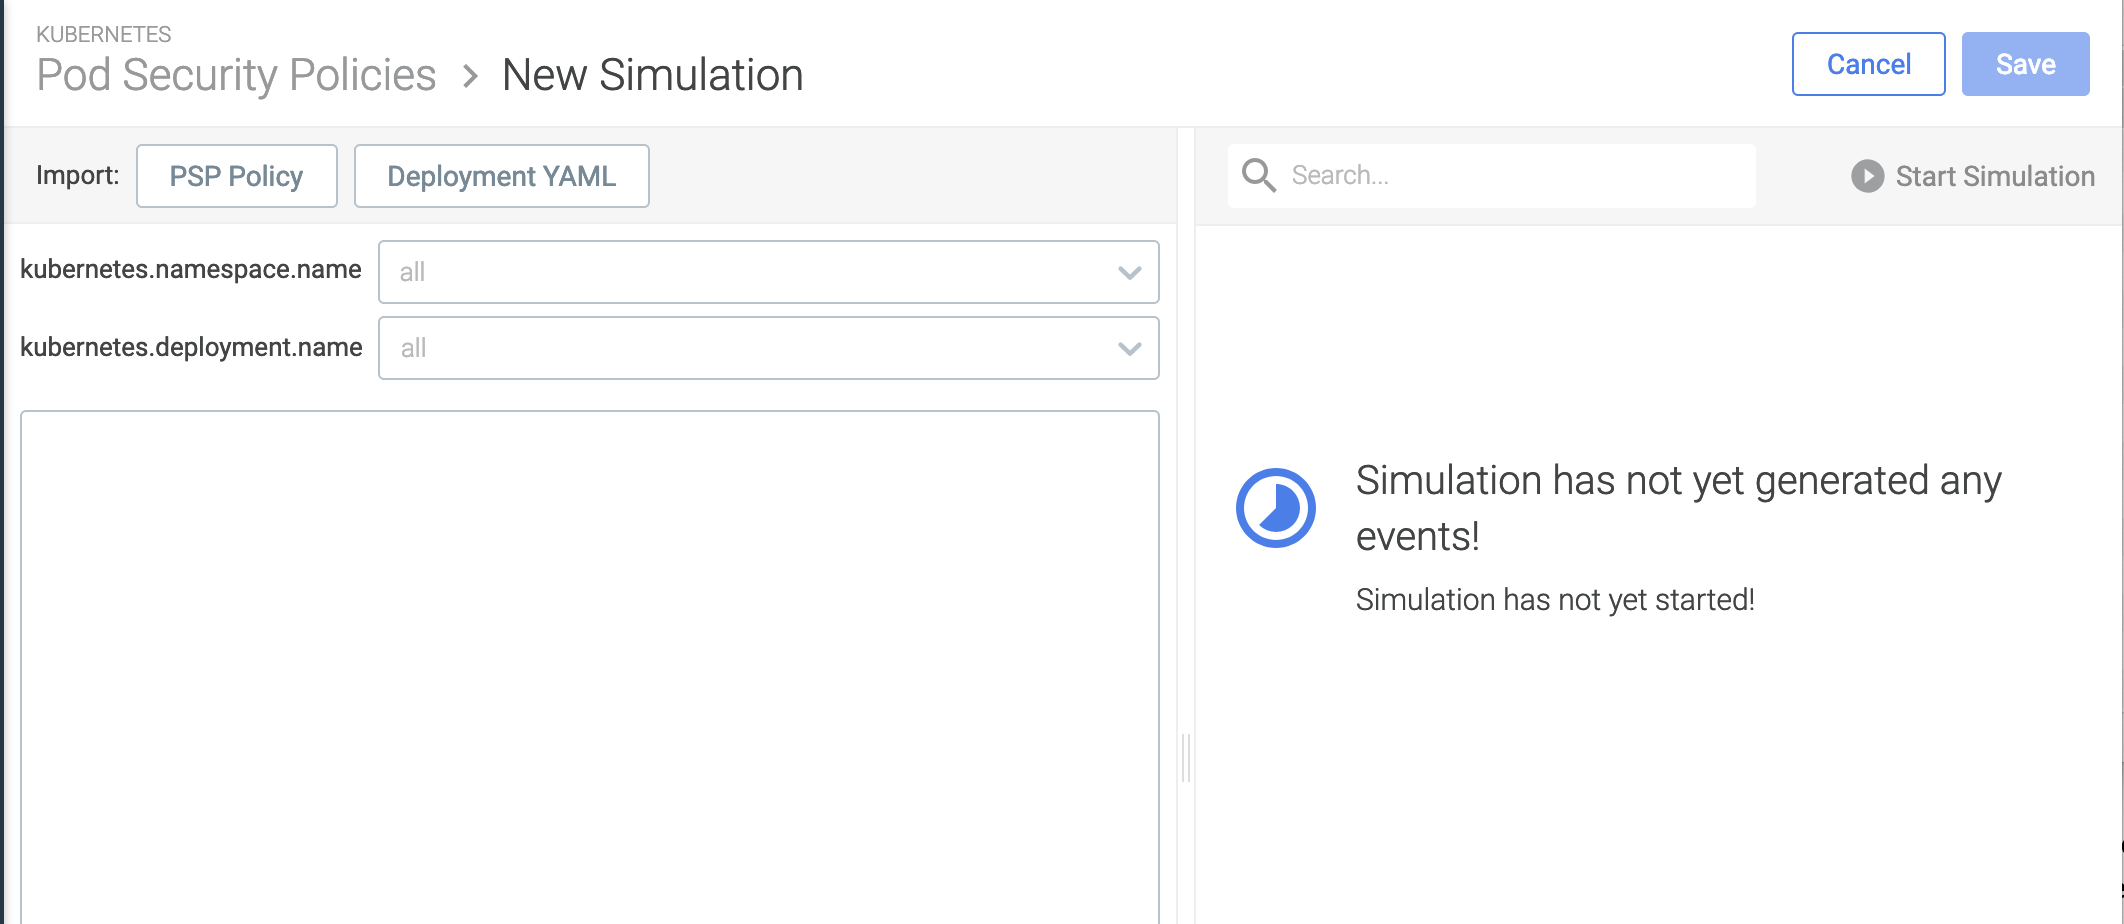 KUBERNETES
Pod Security Policies > New Simulation
Cancel
Save
Import:
PSP Policy
Deployment YAML
Search...
Start Simulation
kubernetes.namespace.name
all
kubernetes.deployment.name
all
Simulation has not yet generated any
events!
Simulation has not yet started!